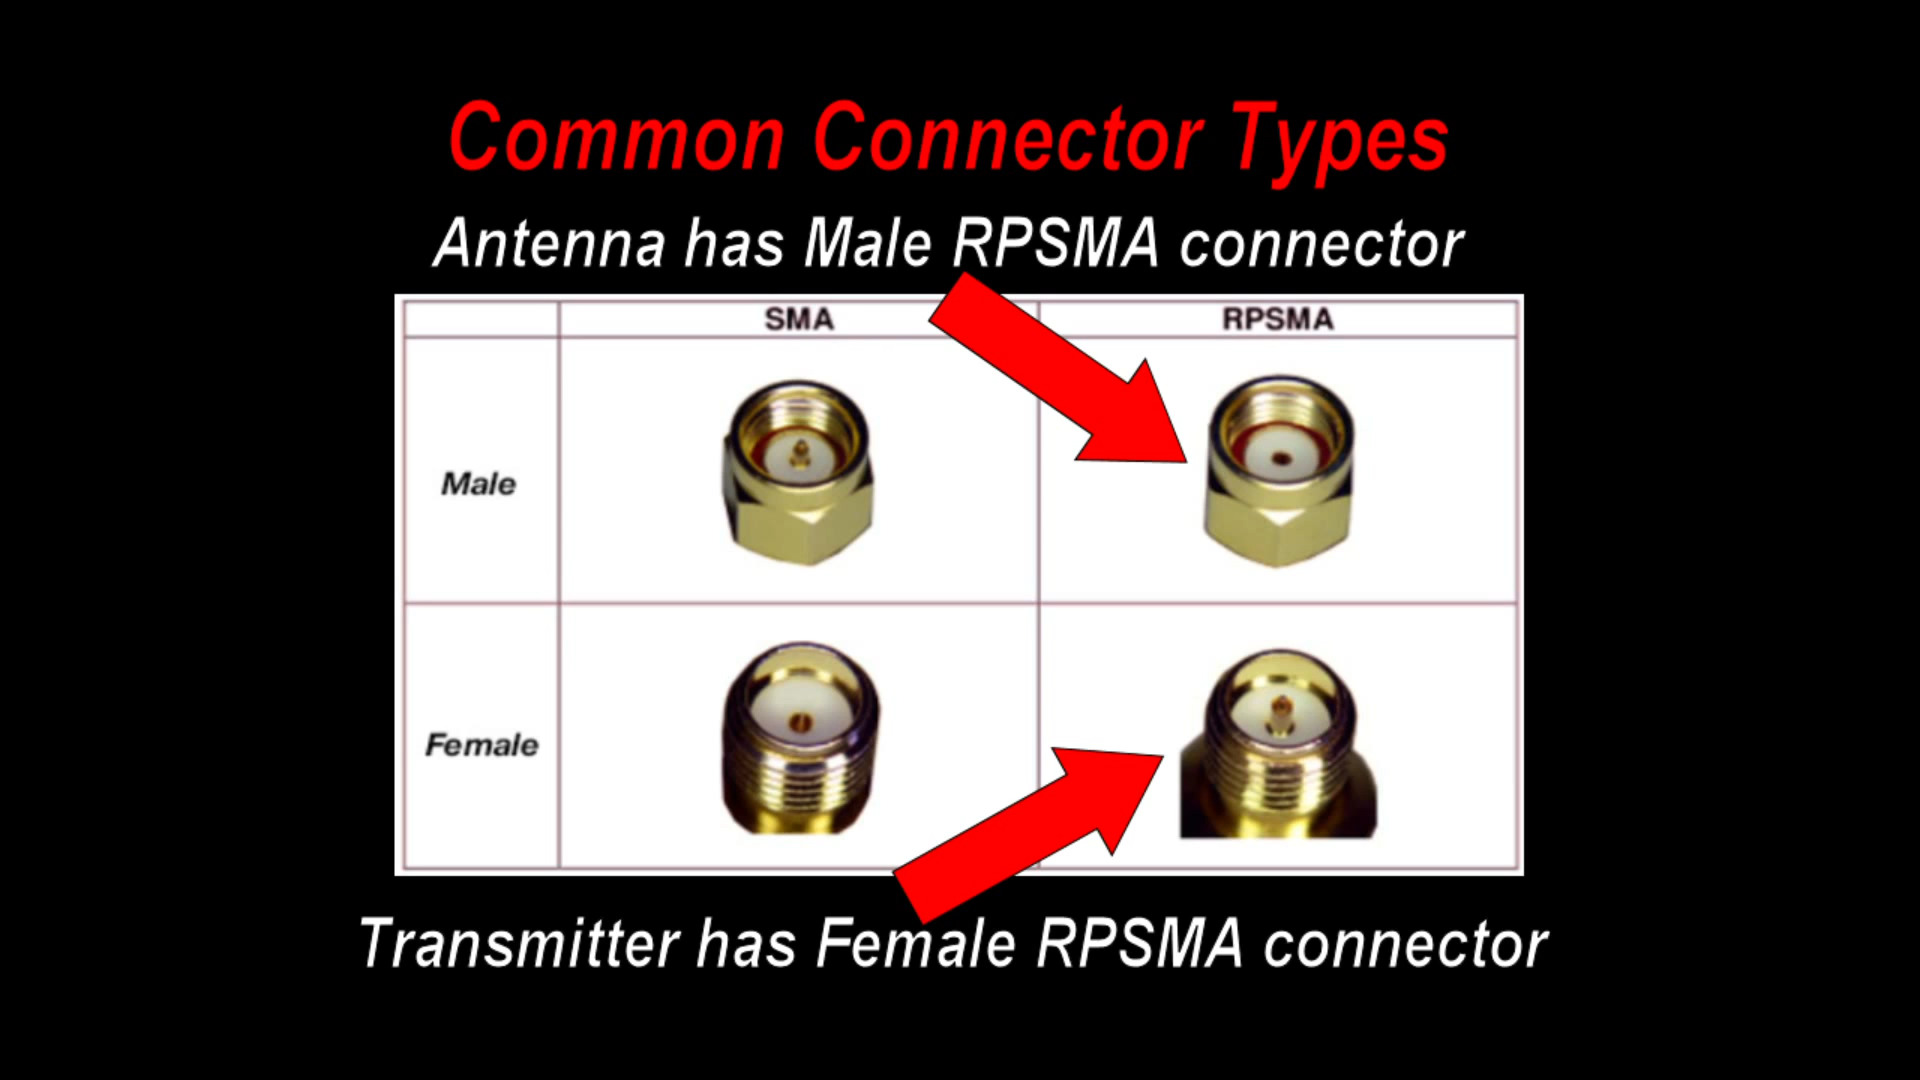 Common Connector Types
Antenna has Male RPSMA connector
SMA RPSMA
Male
Female
Transmitter has Female RPSMA connector